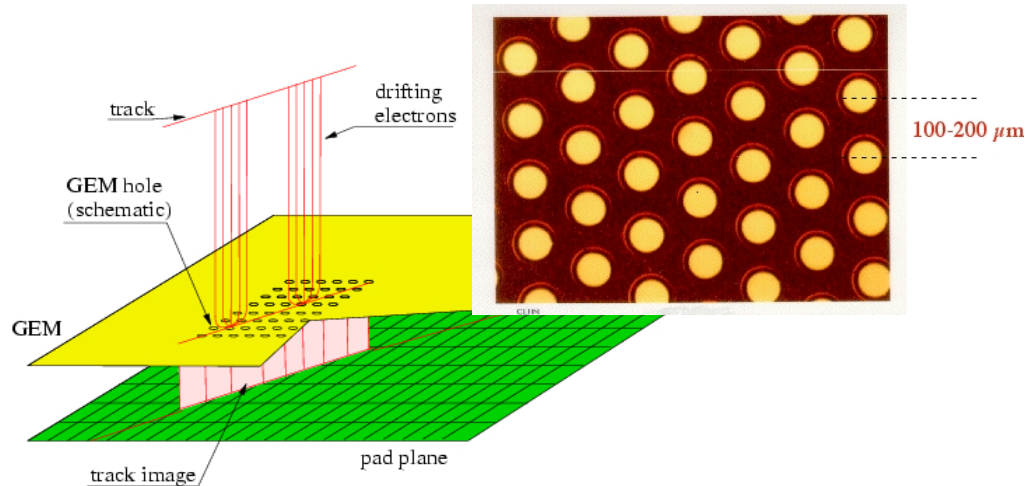 track
drifting
electrons
100-200 µm
GEM hole
(schematic)
GEM
pad plane
track image